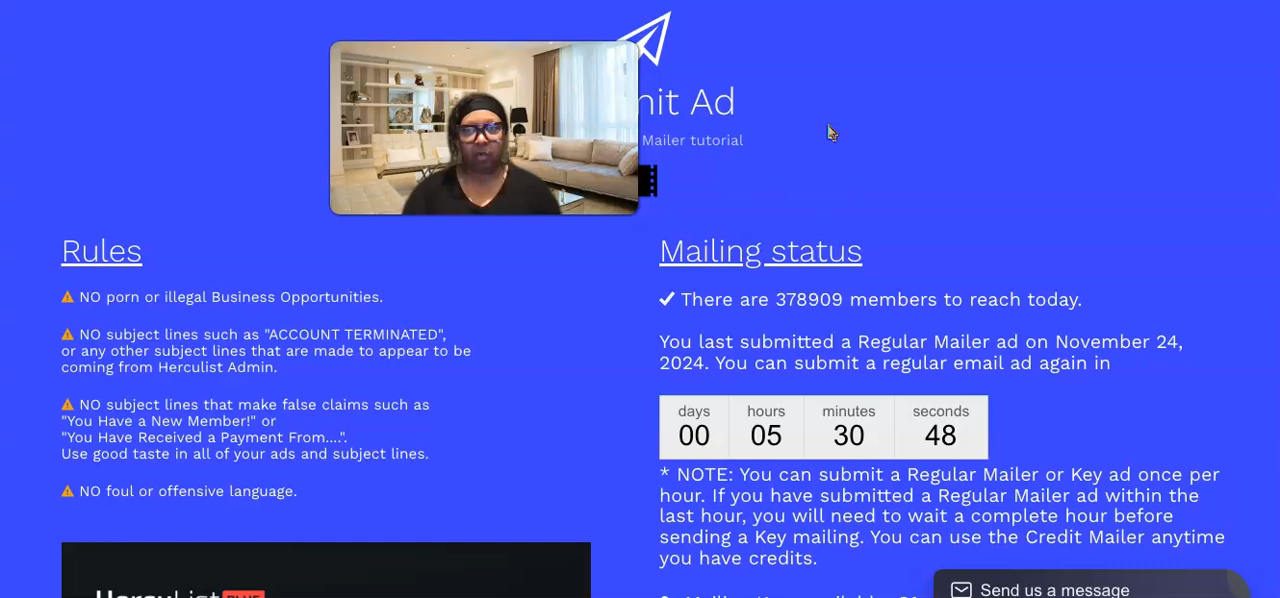 nit Ad
Mailer tutorial
Rules
NO porn or illegal Business Opportunities.
NO subject lines such as "ACCOUNT TERMINATED",
or any other subject lines that are made to appear to be
coming from Herculist Admin.
NO subject lines that make false claims such as
"You Have a New Member!" or
"You Have Received a Payment From....".
Use good taste in all of your ads and subject lines.
NO foul or offensive language.
HercuList PLUS
Mailing status
There are 378909 members to reach today.
You last submitted a Regular Mailer ad on November 24,
2024. You can submit a regular email ad again in
days hours minutes seconds
00 05 30 48
* NOTE: You can submit a Regular Mailer or Key ad once per
hour. If you have submitted a Regular Mailer ad within the
last hour, you will need to wait a complete hour before
sending a Key mailing. You can use the Credit Mailer anytime
you have credits.
Send us a message